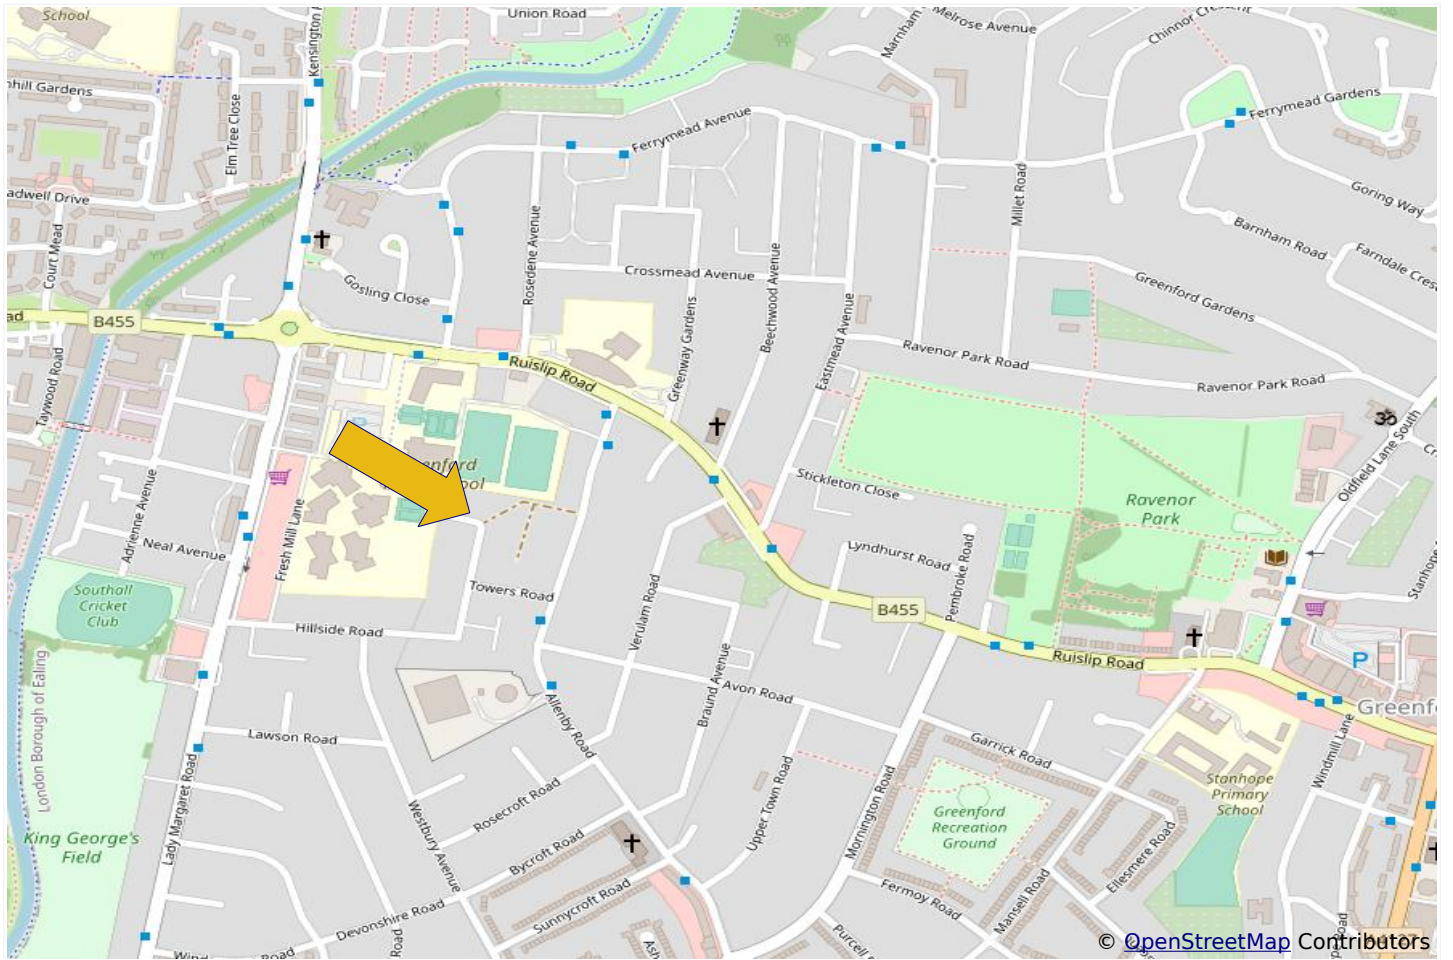 School
Union Road
Kensington
Melrose Avenue
Marnham
Chinnor
Gardens
Elm Tree Close
Ferrymead Avenue
Ferrymead Gardens
Drive
Court Mead
Rosedene Avenue
Millet Road
Goring Way
Barnham Road
Farndale
Crossmead Avenue
Beechwood Avenue
Gosling Close
Greenford Gardens
B455
Greenway Gardens
Eastmead Avenue
Ruislip Road
Ravenor Park Road
Ravenor Park Road
Taywood Road
Oldfield Lane South
Stickleton Close
Ravenor
Park
Adrienne Avenue
Fresh Mill Lane
Neal Avenue
Lyndhurst Road
Pembroke Road
Stanhope
Southall
Cricket
Club
Towers Road
B455
Hillside Road
Verulam Road
Ruislip Road
P
London Borough of Ealing
Braund Avenue
Avon Road
Allenby Road
Lawson Road
Garrick Road
Windmill Lane
Stanhope
Primary
School
Lady Margaret Road
Westbury Avenue
Rosecroft Road
Upper Town Road
Mornington Road
Greenford
Recreation
Ground
King George's
Field
Bycroft Road
Ellesmere Road
Sunnycroft Road
Fermoy Road
Mansell Road
Devonshire Road
Purcell
Road
Road
© OpenStreetMap Contributors